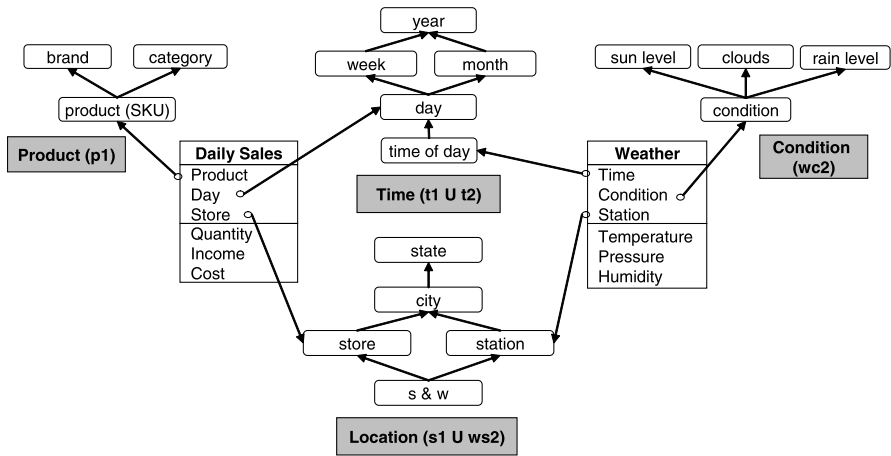 year
brand
category
week
month
sun level
clouds
rain level
product (SKU)
day
condition
Product (p1)
Daily Sales
time of day
Weather
Condition
(wc2)
Product
Day
Store
Time (t1 U t2)
Time
Condition
Station
Quantity
Income
Cost
Temperature
Pressure
Humidity
state
city
store
station
s & w
Location (s1 U ws2)